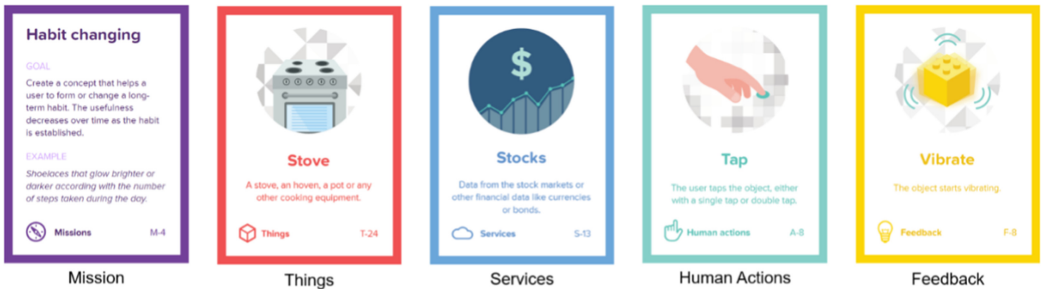 Habit changing
GOAL
Create a concept that helps a
user to form or change a long-
term habit. The usefulness
decreases over time as the habit
is established.
EXAMPLE
Shoelaces that glow brighter or
darker according with the number
of steps taken during the day.
Missions M-4
Mission
Stove
A stove, an hoven, a pot or any
other cooking equipment.
Things T-24
Things
$
Stocks
Data from the stock markets or
other financial data like currencies
or bonds.
Services S-13
Services
Tap
The user taps the object, either
with a single tap or double tap.
Human actions A-8
Human Actions
Vibrate
The object starts vibrating.
Feedback F-8
Feedback